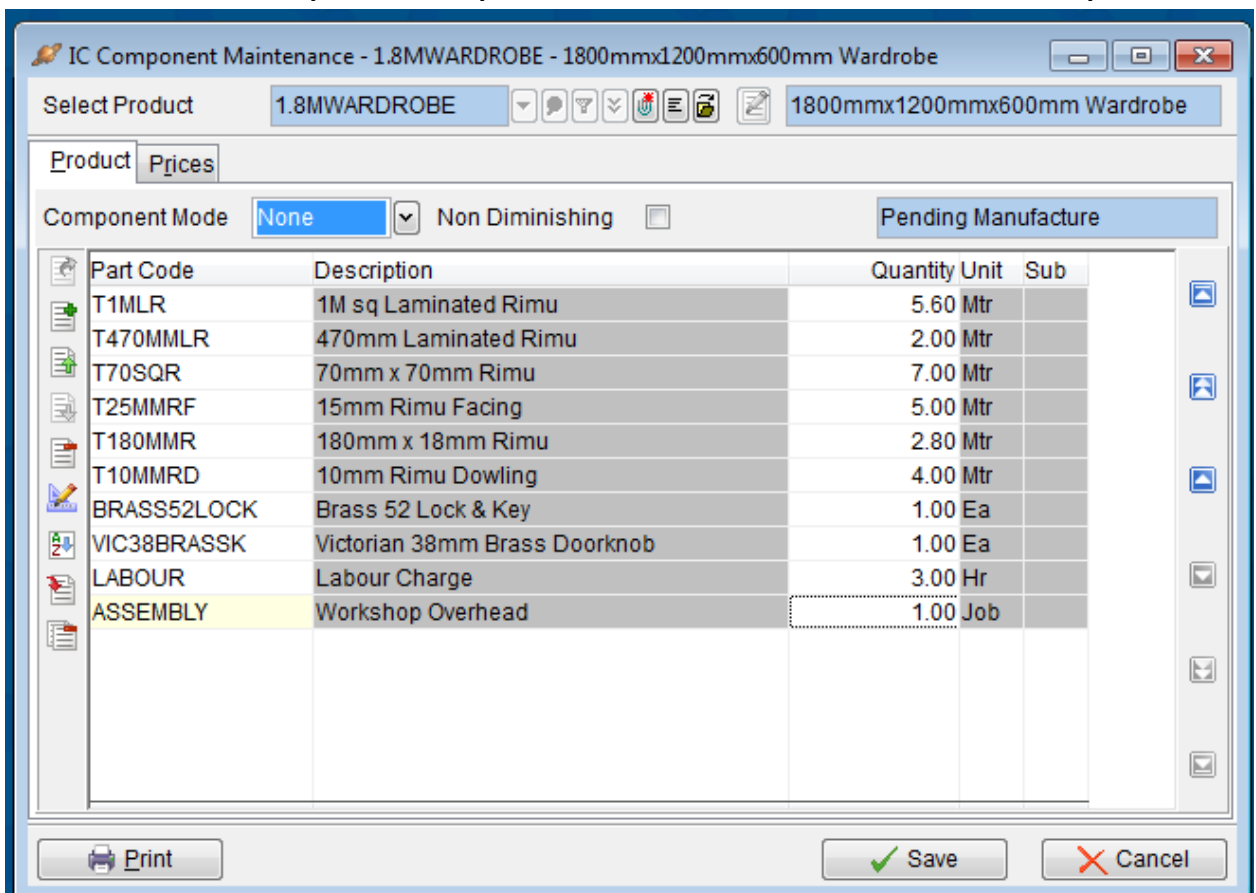 IC Component Maintenance - 1.8MWARDROBE - 1800mmx1200mmx600mm Wardrobe
Select Product 1.8MWARDROBE 1800mmx1200mmx600mm Wardrobe
Product Prices
Component Mode None Non Diminishing Pending Manufacture
Part Code Description Quantity Unit Sub
T1MLR 1M sq Laminated Rimu 5.60 Mtr
T470MMLR 470mm Laminated Rimu 2.00 Mtr
T70SQR 70mm x 70mm Rimu 7.00 Mtr
T25MMRF 15mm Rimu Facing 5.00 Mtr
T180MMR 180mm x 18mm Rimu 2.80 Mtr
T10MMRD 10mm Rimu Dowling 4.00 Mtr
BRASS52LOCK Brass 52 Lock & Key 1.00 Ea
VIC38BRASSK Victorian 38mm Brass Doorknob 1.00 Ea
LABOUR Labour Charge 3.00 Hr
ASSEMBLY Workshop Overhead 1.00 Job
Print Save Cancel